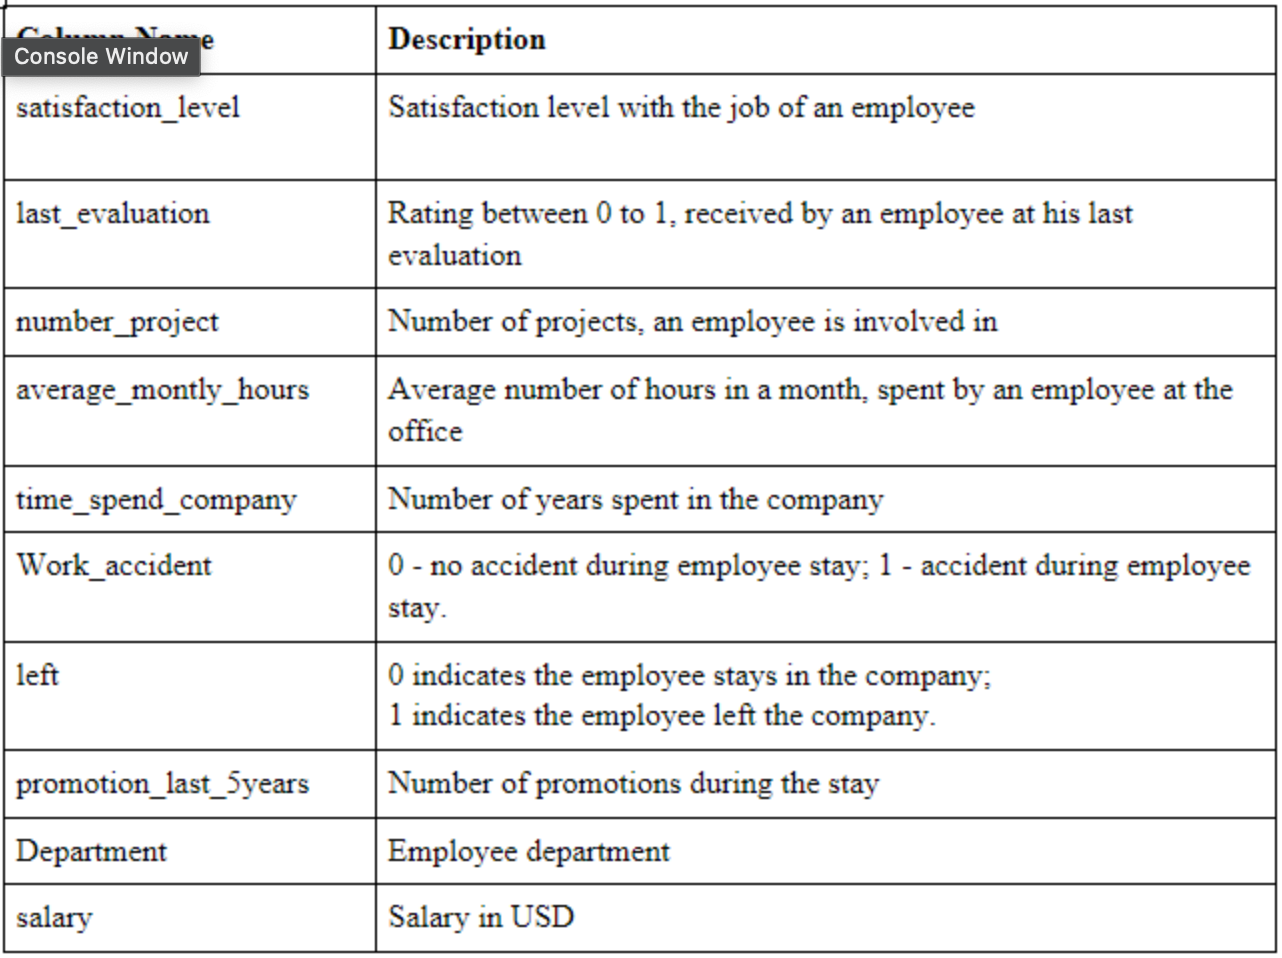 Console Window
Description
satisfaction_level
Satisfaction level with the job of an employee
last_evaluation
Rating between 0 to 1, received by an employee at his last
evaluation
number_project
Number of projects, an employee is involved in
average_montly_hours
Average number of hours in a month, spent by an employee at the
office
time_spend_company
Number of years spent in the company
Work_accident
0 - no accident during employee stay; 1 - accident during employee
stay.
left
0 indicates the employee stays in the company;
1 indicates the employee left the company.
promotion_last_5years
Number of promotions during the stay
Department
Employee department
salary
Salary in USD